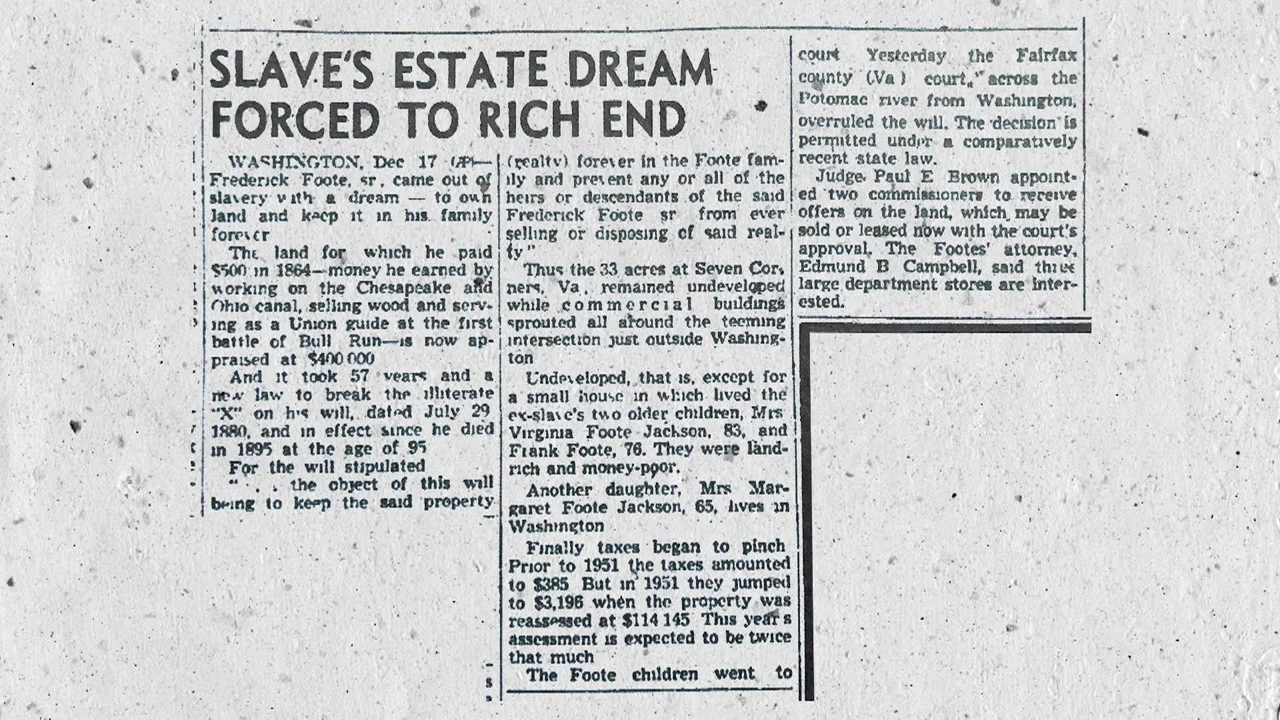 SLAVE'S ESTATE DREAM
FORCED TO RICH END
WASHINGTON, Dec 17 (AP)—
Frederick Foote, sr, came out of
slavery with a dream — to own
land and keep it in his family
forever
The land for which he paid
$500 in 1864—money he earned by
working on the Chesapeake and
Ohio canal, selling wood and serv-
ing as a Union guide at the first
battle of Bull Run—is now ap-
praised at $400 000
And it took 57 years and a
new law to break the illiterate
"X" on his will, dated July 29
1880, and in effect since he died
in 1895 at the age of 95
For the will stipulated
". . . the object of this will
being to keep the said property
(realty) forever in the Foote fam-
ily and prevent any or all of the
heirs or descendants of the said
Frederick Foote sr from ever
selling or disposing of said real-
ty"
Thus the 33 acres at Seven Cor,
ners, Va, remained undeveloped
while commercial buildings
sprouted all around the teeming
intersection just outside Washing-
ton
Undeveloped, that is, except for
a small house in which lived the
ex-slave's two older children, Mrs
Virginia Foote Jackson, 83, and
Frank Foote, 76. They were land-
rich and money-poor.
Another daughter, Mrs Mar-
garet Foote Jackson, 65, lives in
Washington
Finally taxes began to pinch
Prior to 1951 the taxes amounted
to $385 But in 1951 they jumped
to $3,196 when the property was
reassessed at $114 145 This year s
assessment is expected to be twice
that much
The Foote children went to
court Yesterday the Fairfax
county (Va ) court, across the
Potomac river from Washington,
overruled the will. The decision is
permitted under a comparatively
recent state law.
Judge Paul E Brown appoint-
ed two commissioners to receive
offers on the land, which may be
sold or leased now with the court's
approval. The Footes' attorney,
Edmund B Campbell, said three
large department stores are inter-
ested.